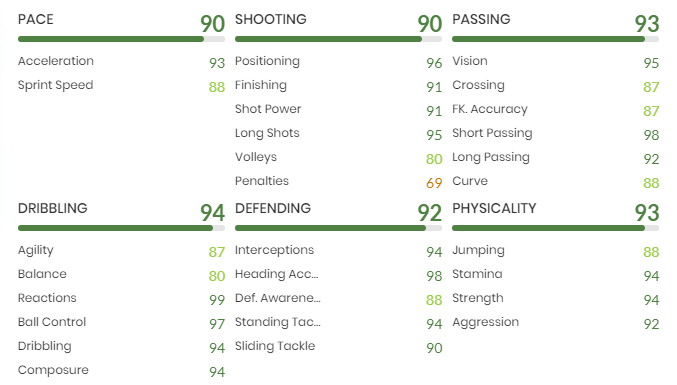 PACE 90
Acceleration 93
Sprint Speed 88
SHOOTING 90
Positioning 96
Finishing 91
Shot Power 91
Long Shots 95
Volleys 80
Penalties 69
PASSING 93
Vision 95
Crossing 87
FK. Accuracy 87
Short Passing 98
Long Passing 92
Curve 88
DRIBBLING 94
Agility 87
Balance 80
Reactions 99
Ball Control 97
Dribbling 94
Composure 94
DEFENDING 92
Interceptions 94
Heading Acc... 98
Def. Awarene... 88
Standing Tac... 94
Sliding Tackle 90
PHYSICALITY 93
Jumping 88
Stamina 94
Strength 94
Aggression 92